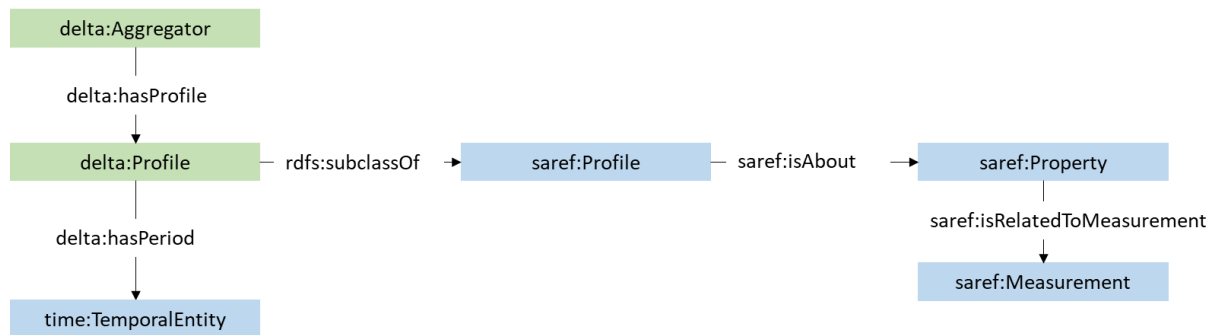 delta:Aggregator
delta:hasProfile
delta:Profile
rdfs:subclassOf
saref:Profile
saref:isAbout
saref:Property
saref:isRelatedToMeasurement
delta:hasPeriod
saref:Measurement
time:TemporalEntity